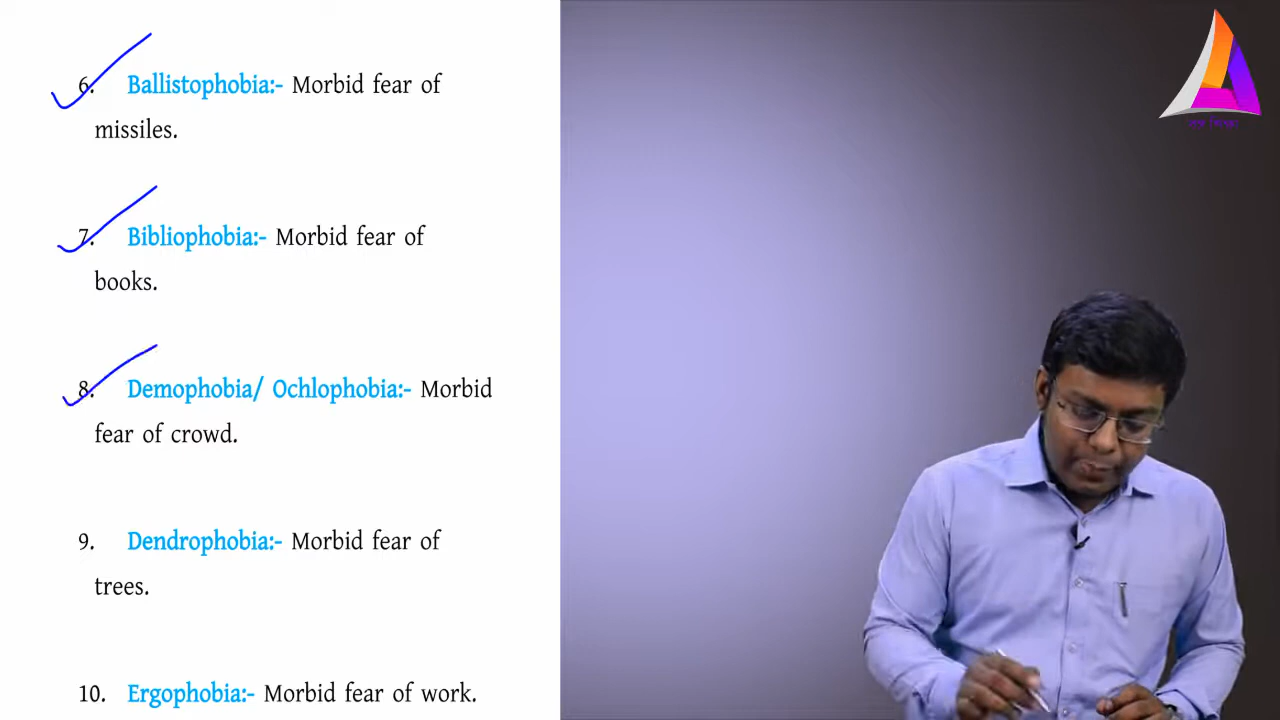 6. Ballistophobia:- Morbid fear of
missiles.
7. Bibliophobia:- Morbid fear of
books.
8. Demophobia/ Ochlophobia:- Morbid
fear of crowd.
9. Dendrophobia:- Morbid fear of
trees.
10. Ergophobia:- Morbid fear of work.